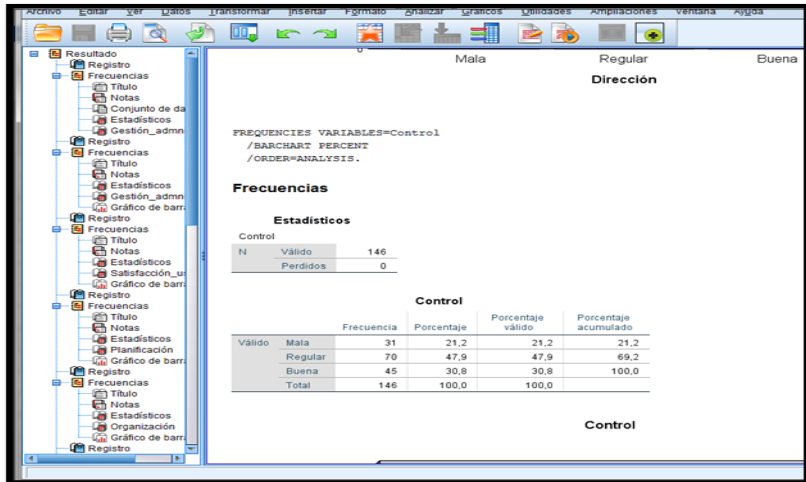 Archivo Editar Ver Datos Transformar Insertar Formato Analizar Gráficos Utilidades Ampliaciones Ventana Ayuda
Resultado
Registro
Frecuencias
Título
Notas
Conjunto de da
Estadísticos
Gestión_admn
Registro
Frecuencias
Título
Notas
Estadísticos
Gestión_admn
Gráfico de barr
Registro
Frecuencias
Título
Notas
Estadísticos
Satisfacción_u
Gráfico de barr
Registro
Frecuencias
Título
Notas
Estadísticos
Planificación
Gráfico de barr
Registro
Frecuencias
Título
Notas
Estadísticos
Organización
Gráfico de barr
Registro
0
Mala Regular Buena
Dirección
FREQUENCIES VARIABLES=Control
/BARCHART PERCENT
/ORDER=ANALYSIS.
Frecuencias
Estadísticos
Control
N Válido 146
Perdidos 0
Control
Frecuencia Porcentaje Porcentaje válido Porcentaje acumulado
Válido Mala 31 21,2 21,2 21,2
Regular 70 47,9 47,9 69,2
Buena 45 30,8 30,8 100,0
Total 146 100,0 100,0
Control